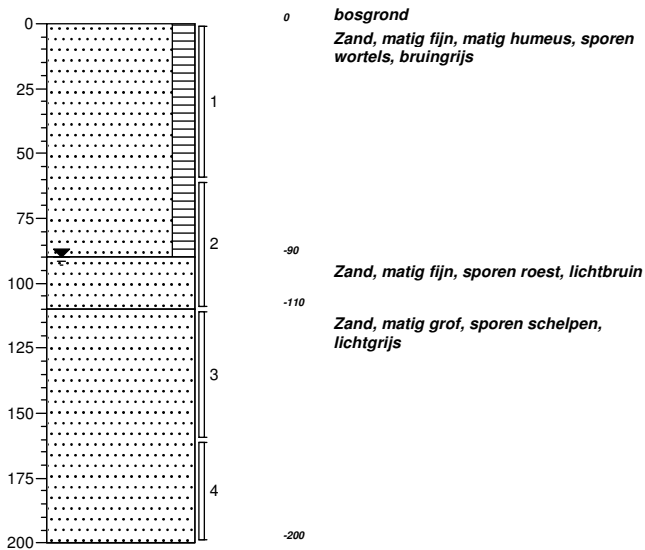 0
25
50
75
100
125
150
175
200
1
2
3
4
0
-90
-110
-200
bosgrond
Zand, matig fijn, matig humeus, sporen
wortels, bruingrijs
Zand, matig fijn, sporen roest, lichtbruin
Zand, matig grof, sporen schelpen,
lichtgrijs